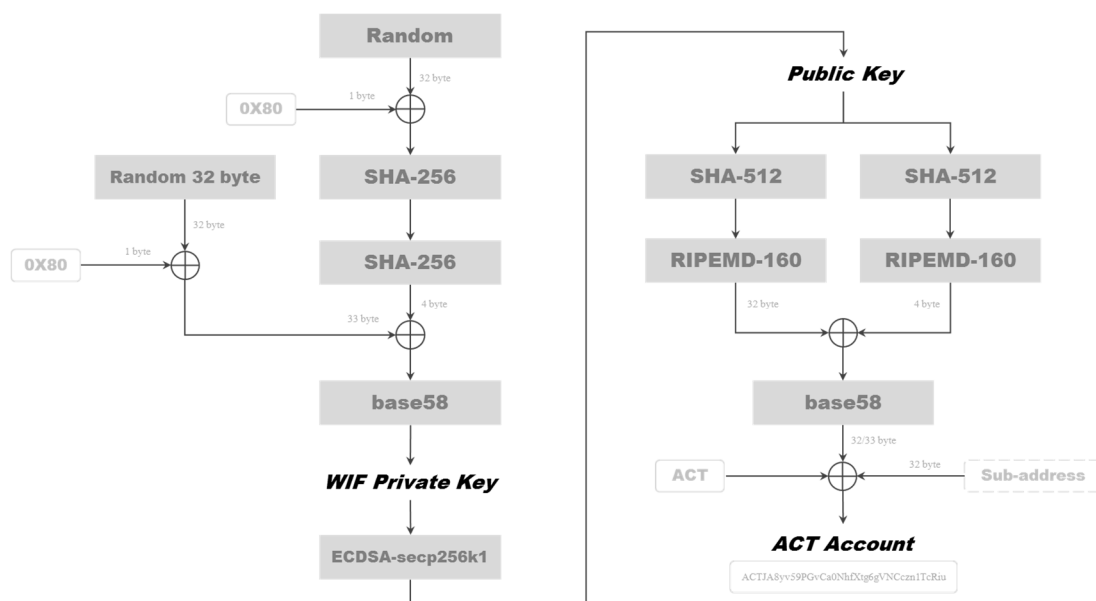 Random
32 byte
1 byte
0X80
Random 32 byte
SHA-256
32 byte
1 byte
0X80
SHA-256
4 byte
33 byte
base58
WIF Private Key
ECDSA-secp256k1
Public Key
SHA-512
SHA-512
RIPEMD-160
RIPEMD-160
32 byte
4 byte
base58
32/33 byte
32 byte
ACT
Sub-address
ACT Account
ACTJA8yv59PGvCa0NhfXtg6gVNCczn1TcRiu